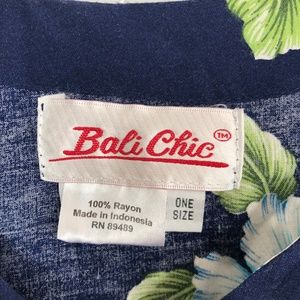 Bali Chic TM
100% Rayon
Made in Indonesia
RN 89489
ONE
SIZE